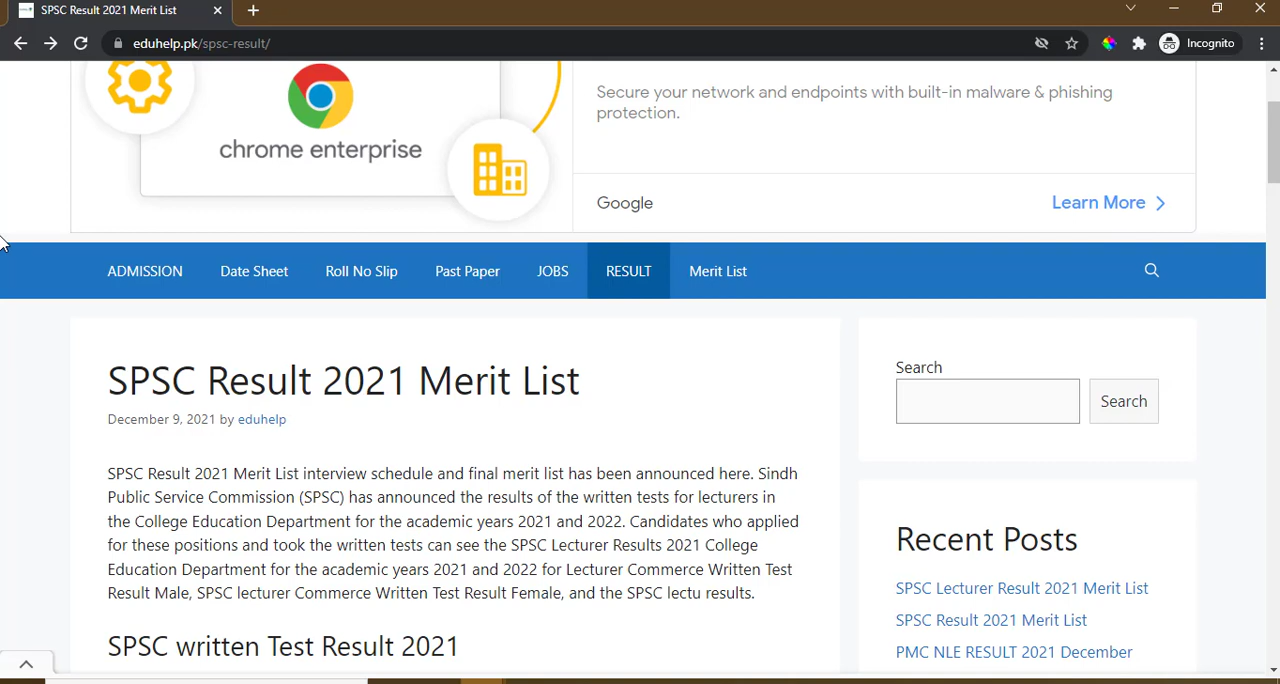 SPSC Result 2021 Merit List
eduhelp.pk/spsc-result/
Incognito
chrome enterprise
Secure your network and endpoints with built-in malware & phishing
protection.
Google
Learn More
ADMISSION
Date Sheet
Roll No Slip
Past Paper
JOBS
RESULT
Merit List
SPSC Result 2021 Merit List
December 9, 2021 by eduhelp
SPSC Result 2021 Merit List interview schedule and final merit list has been announced here. Sindh
Public Service Commission (SPSC) has announced the results of the written tests for lecturers in
the College Education Department for the academic years 2021 and 2022. Candidates who applied
for these positions and took the written tests can see the SPSC Lecturer Results 2021 College
Education Department for the academic years 2021 and 2022 for Lecturer Commerce Written Test
Result Male, SPSC lecturer Commerce Written Test Result Female, and the SPSC lectu results.
SPSC written Test Result 2021
Search
Search
Recent Posts
SPSC Lecturer Result 2021 Merit List
SPSC Result 2021 Merit List
PMC NLE RESULT 2021 December